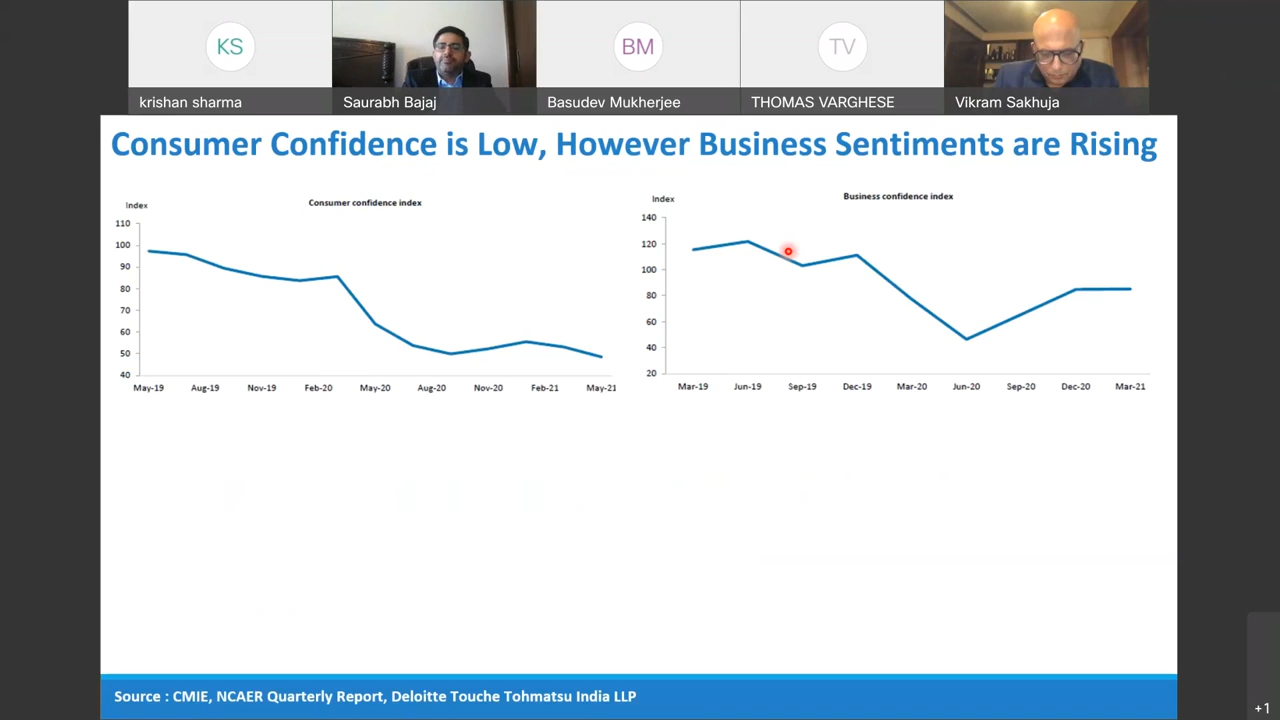 KS
BM
TV
krishan sharma
Saurabh Bajaj
Basudev Mukherjee
THOMAS VARGHESE
Vikram Sakhuja
Consumer Confidence is Low, However Business Sentiments are Rising
Index
Consumer confidence index
110
100
90
80
70
60
50
40
May-19 Aug-19 Nov-19 Feb-20 May-20 Aug-20 Nov-20 Feb-21 May-21
Index
Business confidence index
140
120
100
80
60
40
20
Mar-19 Jun-19 Sep-19 Dec-19 Mar-20 Jun-20 Sep-20 Dec-20 Mar-21
Source : CMIE, NCAER Quarterly Report, Deloitte Touche Tohmatsu India LLP
+1